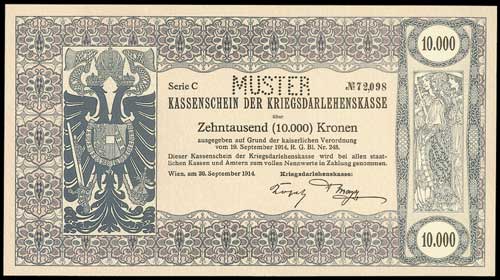 10.000
MUSTER
Serie C
№72,098
KASSENSCHEIN DER KRIEGSDARLEHENSKASSE
über
Zehntausend (10.000) Kronen
ausgegeben auf Grund der kaiserlichen Verordnung
vom 19. September 1914, R. G. Bl. Nr. 248.
Dieser Kassenschein der Kriegsdarlehenskasse wird bei allen staat-
lichen Kassen und Ämtern zum vollen Nennwerte in Zahlung genommen.
Wien, am 26. September 1914.
Kriegsdarlehenskasse:
10.000